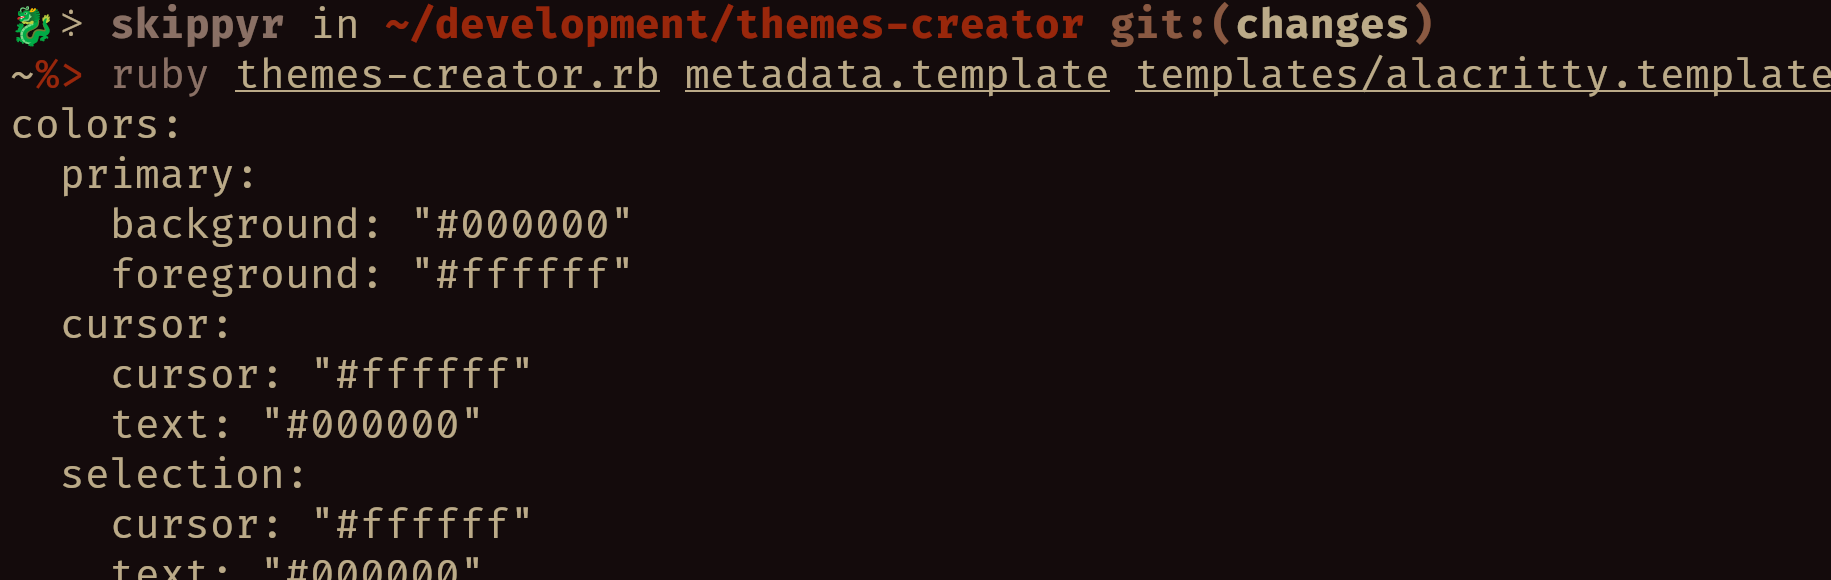 🐉⩼ skippyr in ~/development/themes-creator git:(changes)
~%> ruby themes-creator.rb metadata.template templates/alacritty.template
colors:
  primary:
    background: "#000000"
    foreground: "#ffffff"
  cursor:
    cursor: "#ffffff"
    text: "#000000"
  selection:
    cursor: "#ffffff"
    text: "#000000"